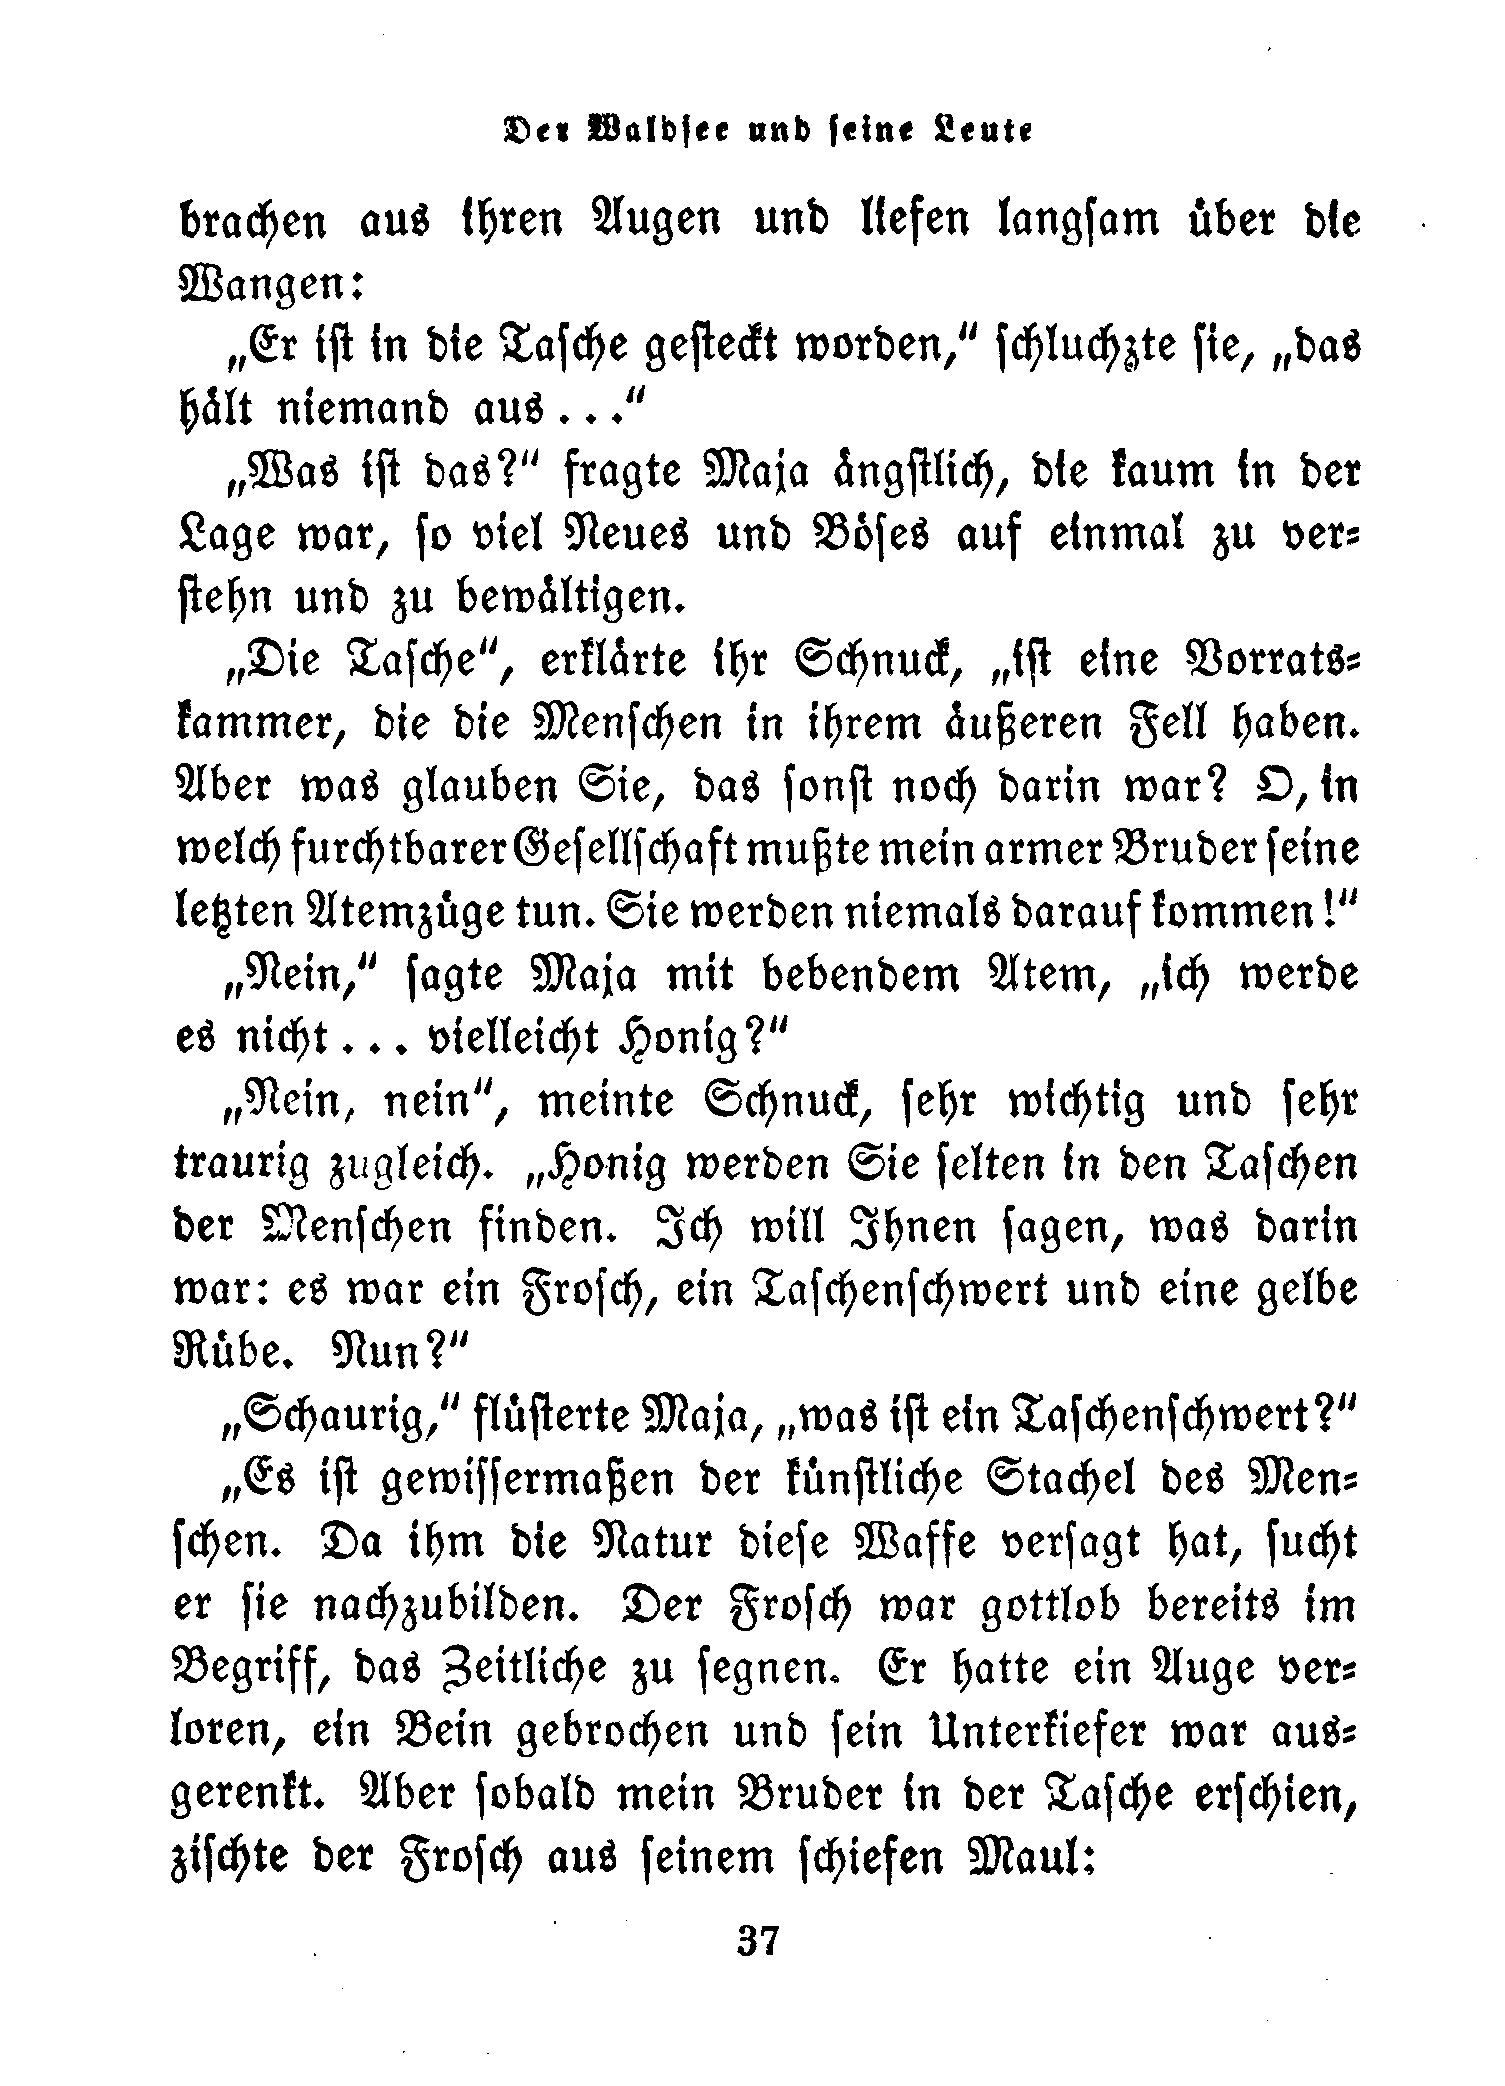 Der Waldsee und seine Leute
brachen aus ihren Augen und liefen langsam über die
Wangen:
„Er ist in die Tasche gesteckt worden,“ schluchzte sie, „das
hält niemand aus . . .“
„Was ist das?“ fragte Maja ängstlich, die kaum in der
Lage war, so viel Neues und Böses auf einmal zu ver-
stehn und zu bewältigen.
„Die Tasche“, erklärte ihr Schnuck, „ist eine Vorrats-
kammer, die die Menschen in ihrem äußeren Fell haben.
Aber was glauben Sie, das sonst noch darin war? O, in
welch furchtbarer Gesellschaft mußte mein armer Bruder seine
letzten Atemzüge tun. Sie werden niemals darauf kommen!“
„Nein,“ sagte Maja mit bebendem Atem, „ich werde
es nicht . . . vielleicht Honig?“
„Nein, nein“, meinte Schnuck, sehr wichtig und sehr
traurig zugleich. „Honig werden Sie selten in den Taschen
der Menschen finden. Ich will Ihnen sagen, was darin
war: es war ein Frosch, ein Taschenschwert und eine gelbe
Rübe. Nun?“
„Schaurig,“ flüsterte Maja, „was ist ein Taschenschwert?“
„Es ist gewissermaßen der künstliche Stachel des Men-
schen. Da ihm die Natur diese Waffe versagt hat, sucht
er sie nachzubilden. Der Frosch war gottlob bereits im
Begriff, das Zeitliche zu segnen. Er hatte ein Auge ver-
loren, ein Bein gebrochen und sein Unterkiefer war aus-
gerenkt. Aber sobald mein Bruder in der Tasche erschien,
zischte der Frosch aus seinem schiefen Maul:
37